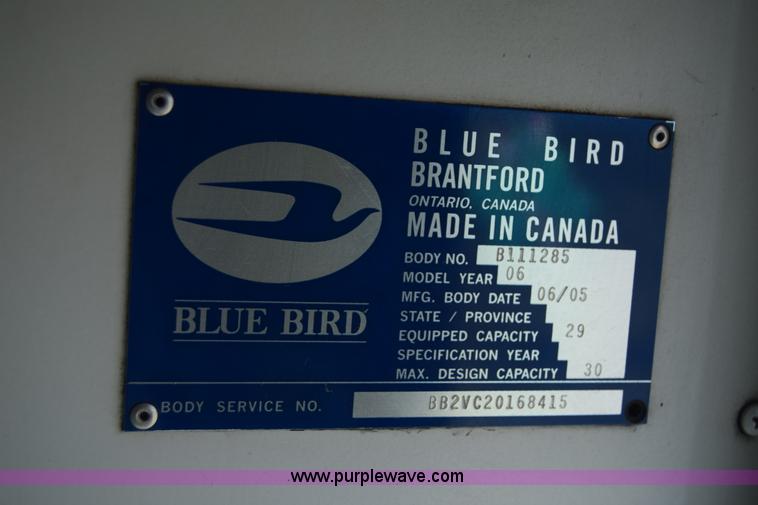 BLUE BIRD
BRANTFORD
ONTARIO, CANADA
MADE IN CANADA
BODY NO. B111285
MODEL YEAR 06
MFG. BODY DATE 06/05
STATE / PROVINCE
EQUIPPED CAPACITY 29
SPECIFICATION YEAR
MAX. DESIGN CAPACITY 30
BLUE BIRD
BODY SERVICE NO. BB2VC20168415
www.purplewave.com